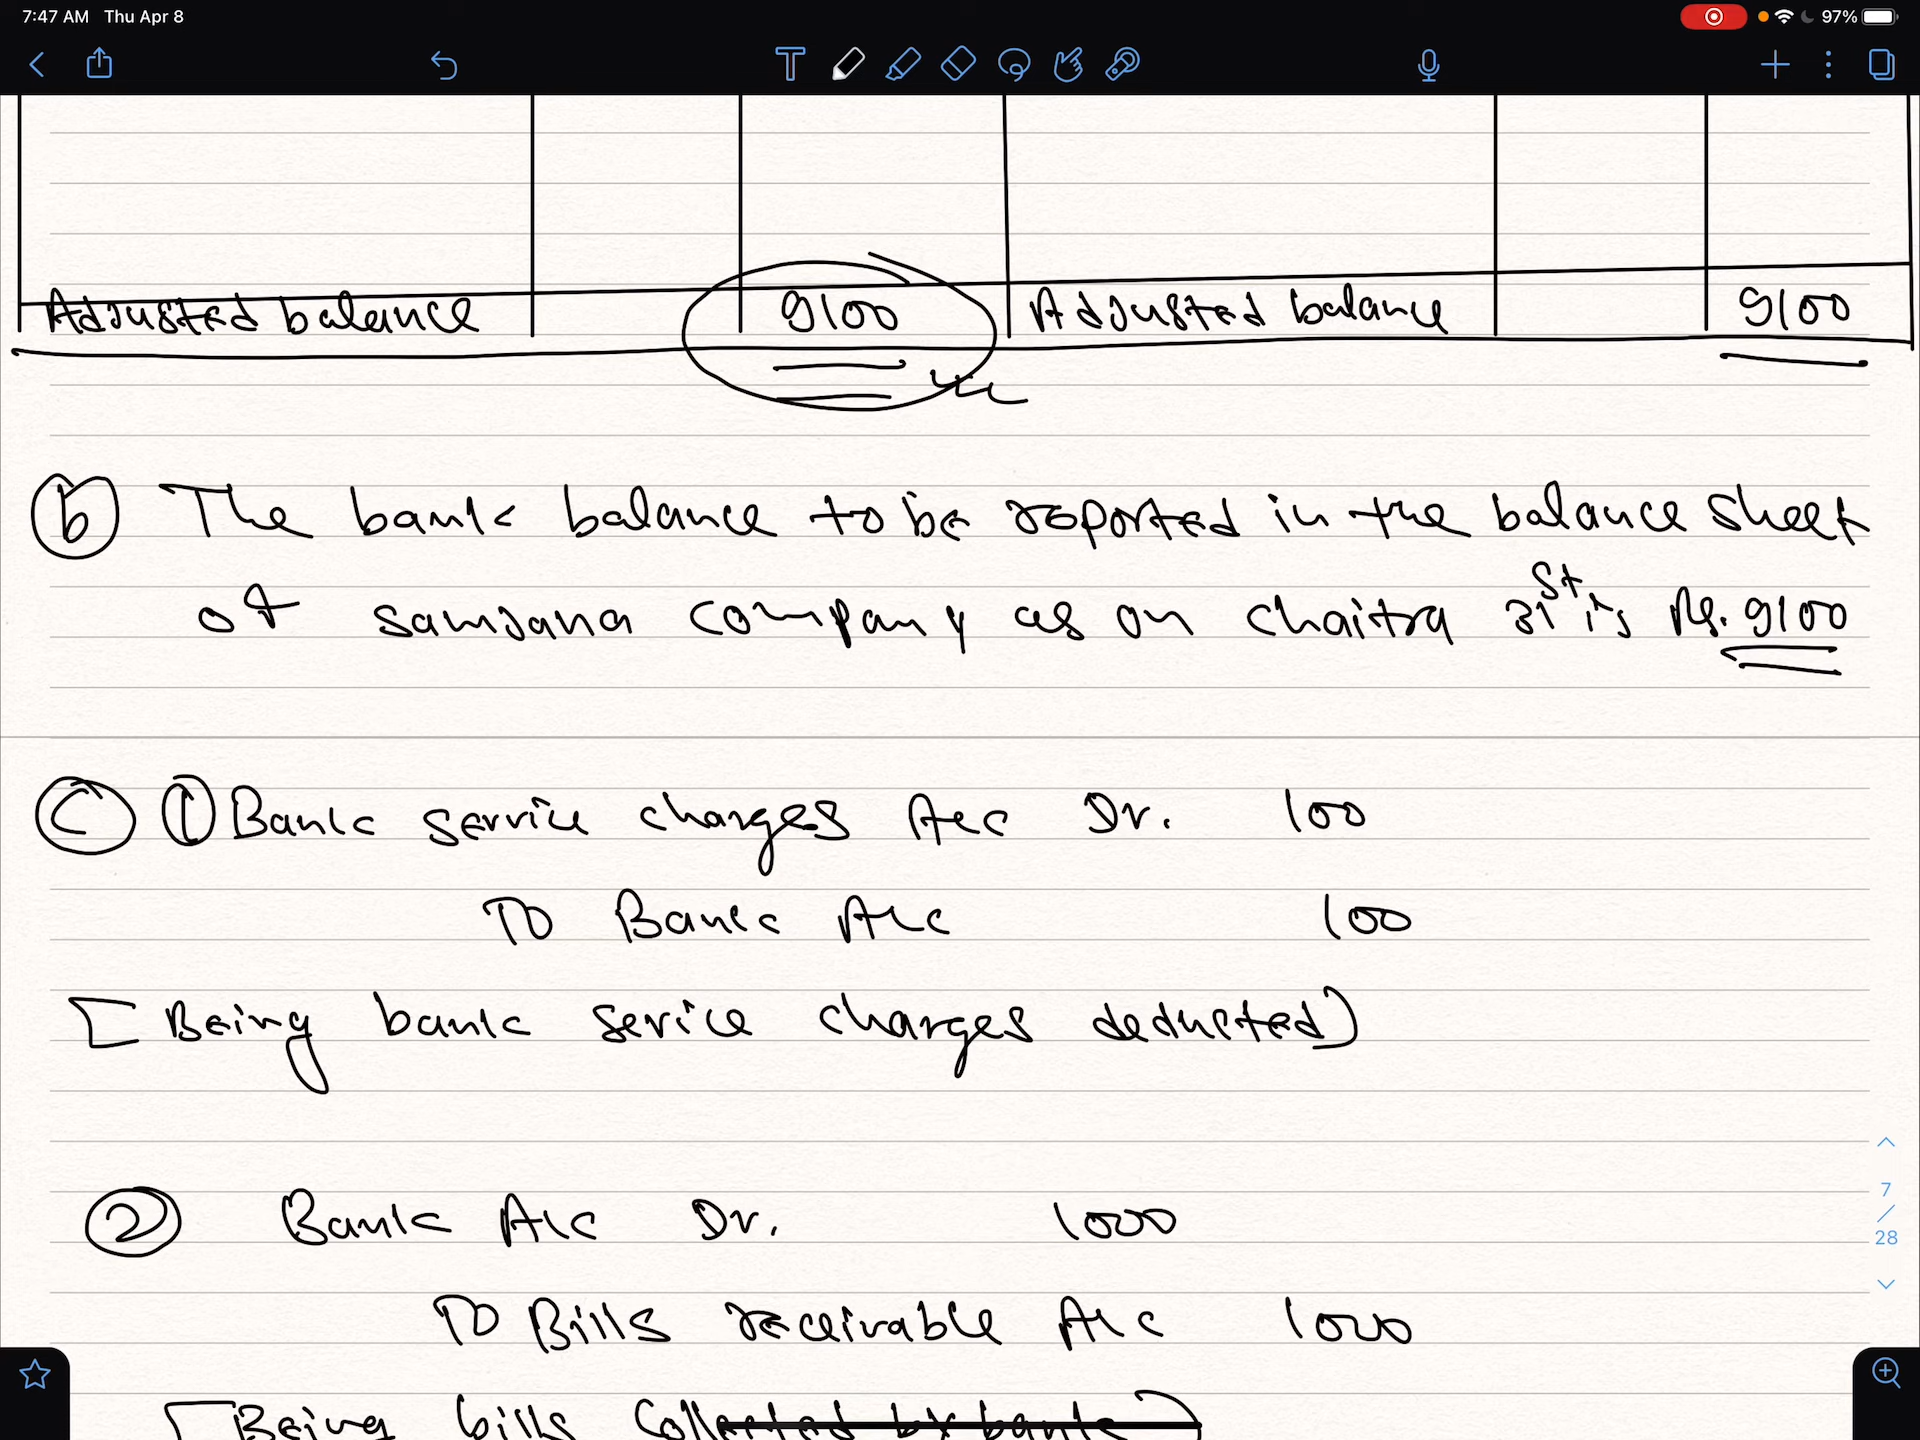 7:47 AM Thu Apr 8
97%
Adjusted balance 9100 Adjusted balance 9100
(b) The bank balance to be reported in the balance sheet
of samjana company as on chaitra 31st is Rs. 9100
(C) (1) Bank service charges A/c Dr. 100
To Bank A/c 100
[Being bank service charges deducted)
(2) Bank A/c Dr. 1000
To Bills receivable A/c 1000
[Being bills collected by bank)
7
/
28